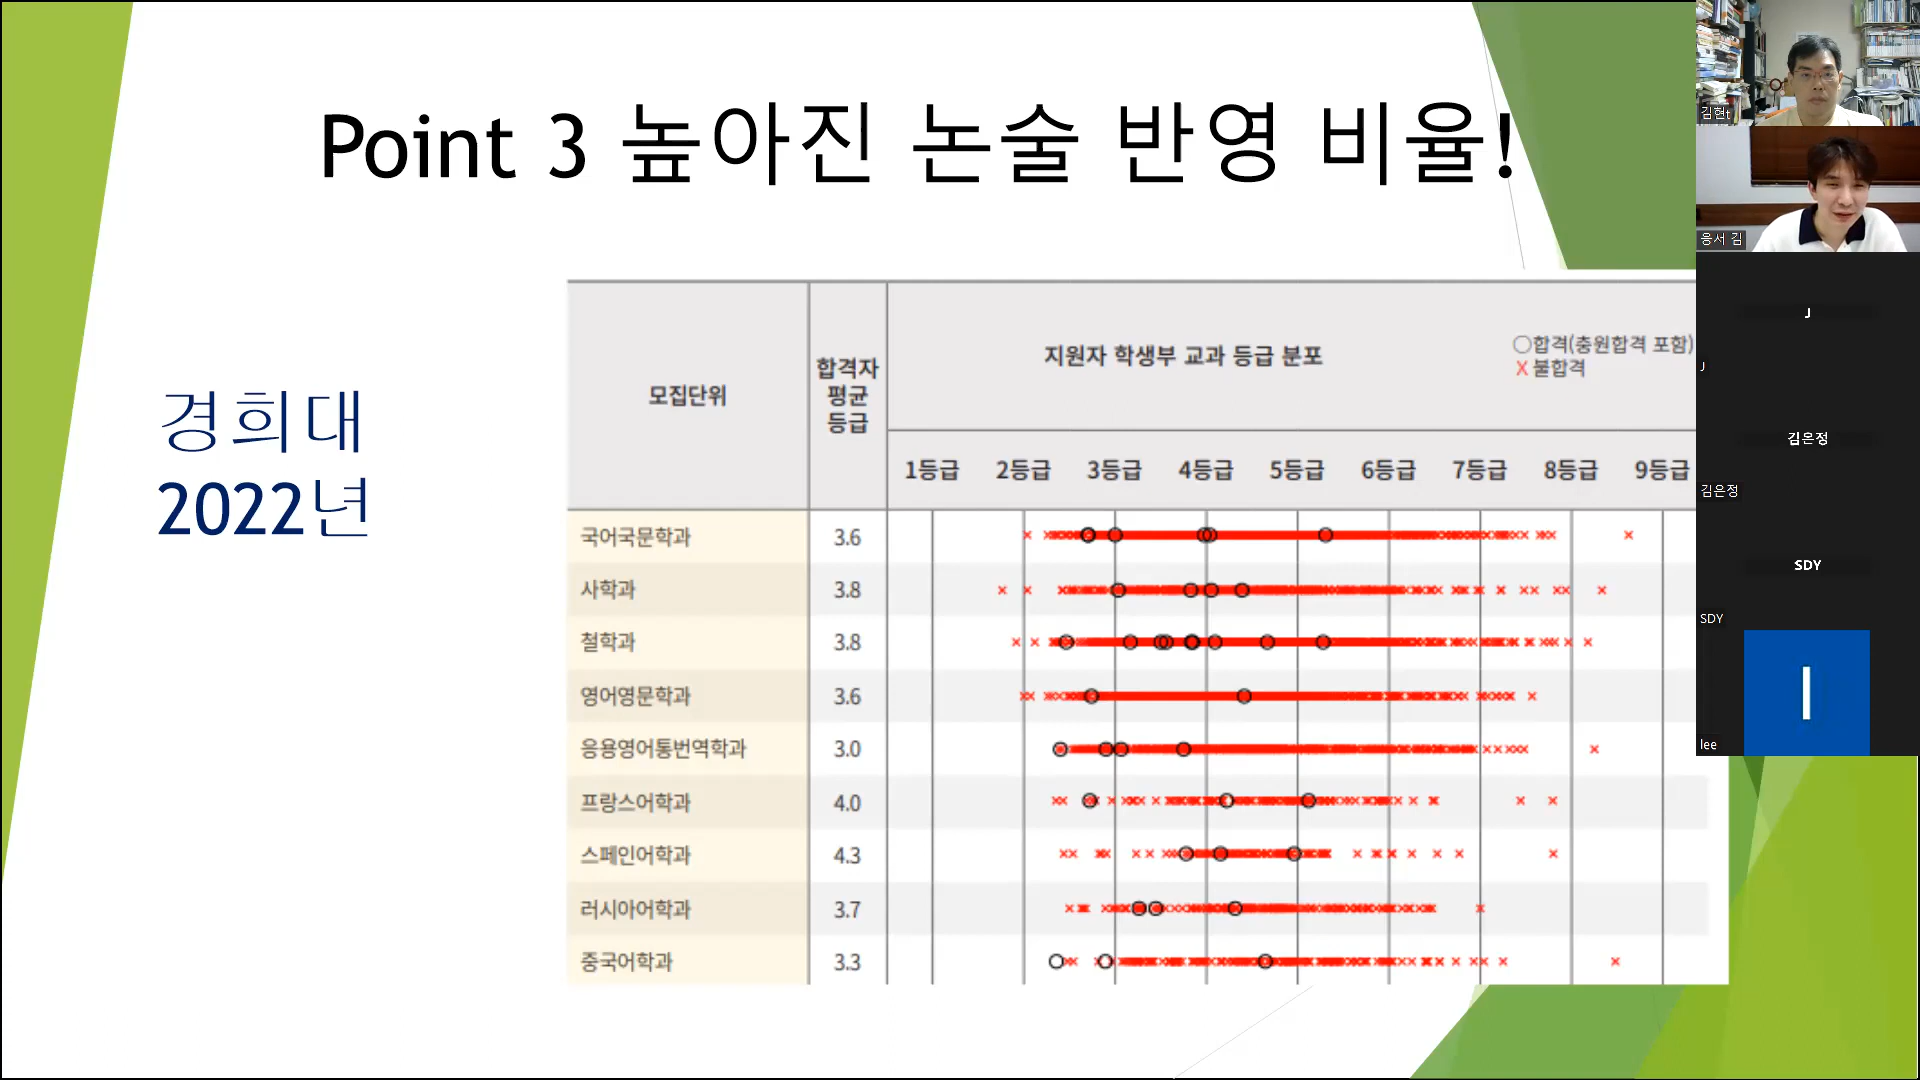 Point 3 높아진 논술 반영 비율!
경희대
2022년
모집단위
합격자
평균
등급
지원자 학생부 교과 등급 분포
○합격(충원합격 포함)
X 불합격
1등급 2등급 3등급 4등급 5등급 6등급 7등급 8등급 9등급
국어국문학과 3.6
사학과 3.8
철학과 3.8
영어영문학과 3.6
응용영어통번역학과 3.0
프랑스어학과 4.0
스페인어학과 4.3
러시아어학과 3.7
중국어학과 3.3
김현t
응서 김
J
J
김은정
김은정
SDY
SDY
l
lee